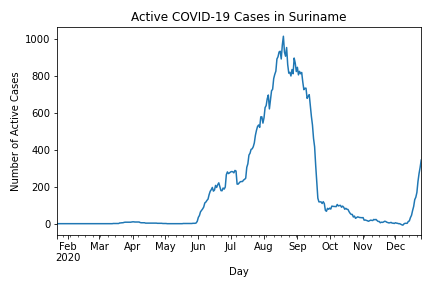 Active COVID-19 Cases in Suriname
1000
800
600
400
200
0
Number of Active Cases
Feb Mar Apr May Jun Jul Aug Sep Oct Nov Dec
2020
Day